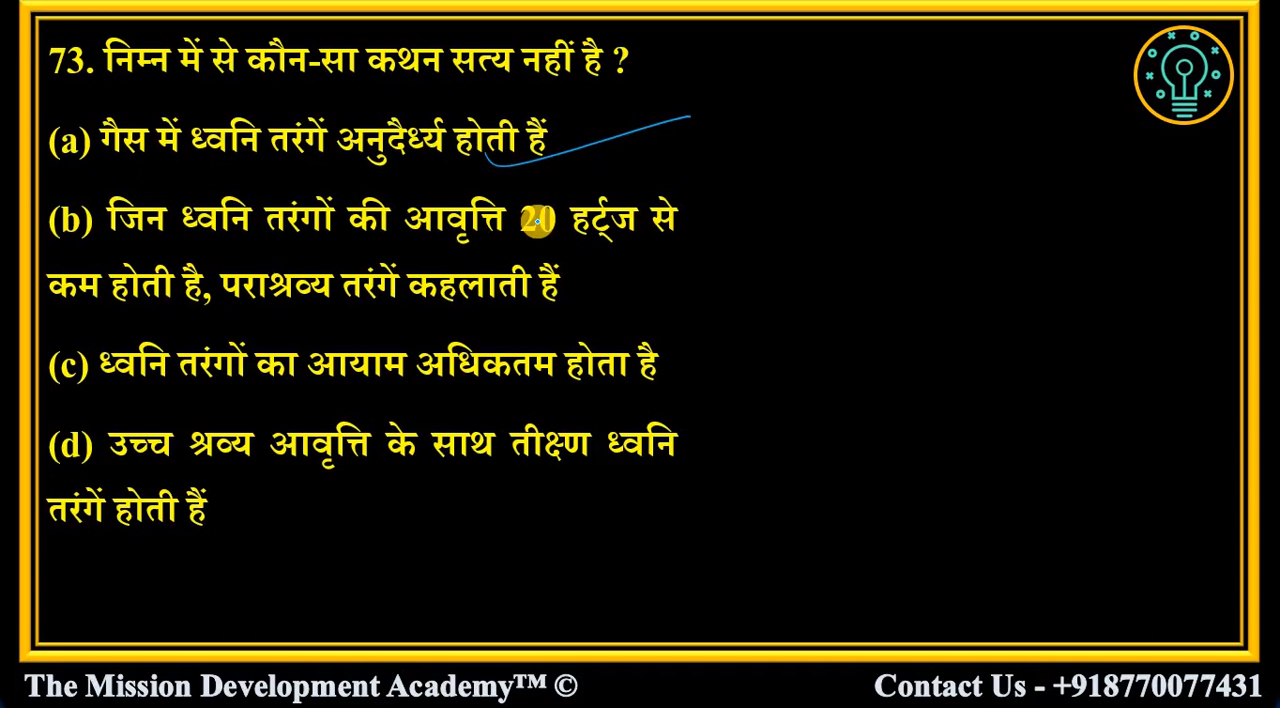 73. निम्न में से कौन-सा कथन सत्य नहीं है ?
(a) गैस में ध्वनि तरंगें अनुदैर्ध्य होती हैं
(b) जिन ध्वनि तरंगों की आवृत्ति 20 हर्ट्ज से
कम होती है, पराश्रव्य तरंगें कहलाती हैं
(c) ध्वनि तरंगों का आयाम अधिकतम होता है
(d) उच्च श्रव्य आवृत्ति के साथ तीक्ष्ण ध्वनि
तरंगें होती हैं
The Mission Development Academy™ ©
Contact Us - +918770077431